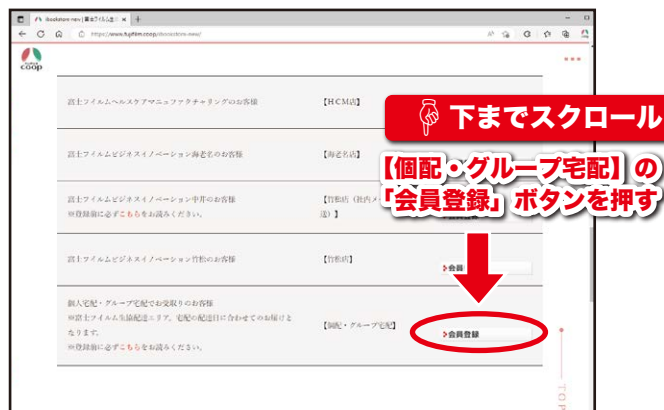 ibookstore-new | 富士フイルム生
https://www.fujifilm.coop/ibookstore-new/
coop
富士フイルムヘルスケアマニュファクチャリングのお客様
【HCM店】
下までスクロール
富士フイルムビジネスイノベーション海老名のお客様
【海老名店】
【個配・グループ宅配】の
「会員登録」ボタンを押す
富士フイルムビジネスイノベーション中井のお客様
※登録前に必ずこちらをお読みください。
【竹松店（社内メ
送）】
富士フイルムビジネスイノベーション竹松のお客様
【竹松店】
会員
個人宅配・グループ宅配でお受取りのお客様
※富士フイルム生協配達エリア。宅配の配達日に合わせてのお届けと
なります。
※登録前に必ずこちらをお読みください。
【個配・グループ宅配】
会員登録
TOP